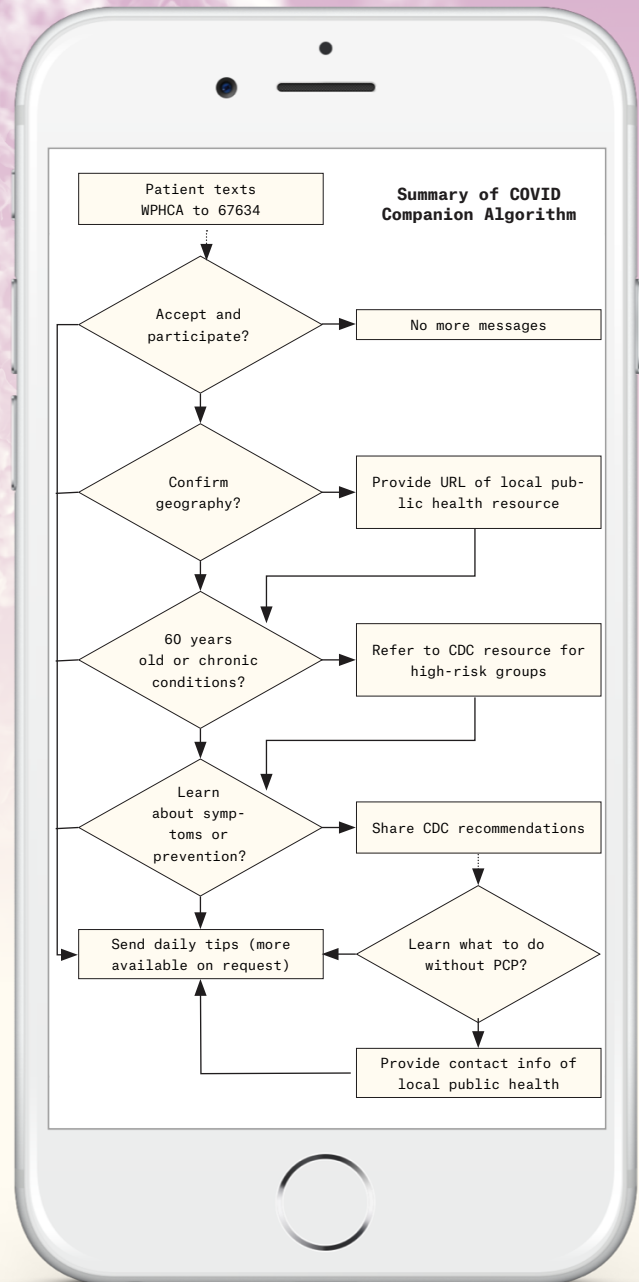 Patient texts
WPHCA to 67634
Summary of COVID
Companion Algorithm
Accept and
participate?
No more messages
Confirm
geography?
Provide URL of local pub-
lic health resource
60 years
old or chronic
conditions?
Refer to CDC resource for
high-risk groups
Learn
about symp-
toms or
prevention?
Share CDC recommendations
Send daily tips (more
available on request)
Learn what to do
without PCP?
Provide contact info of
local public health